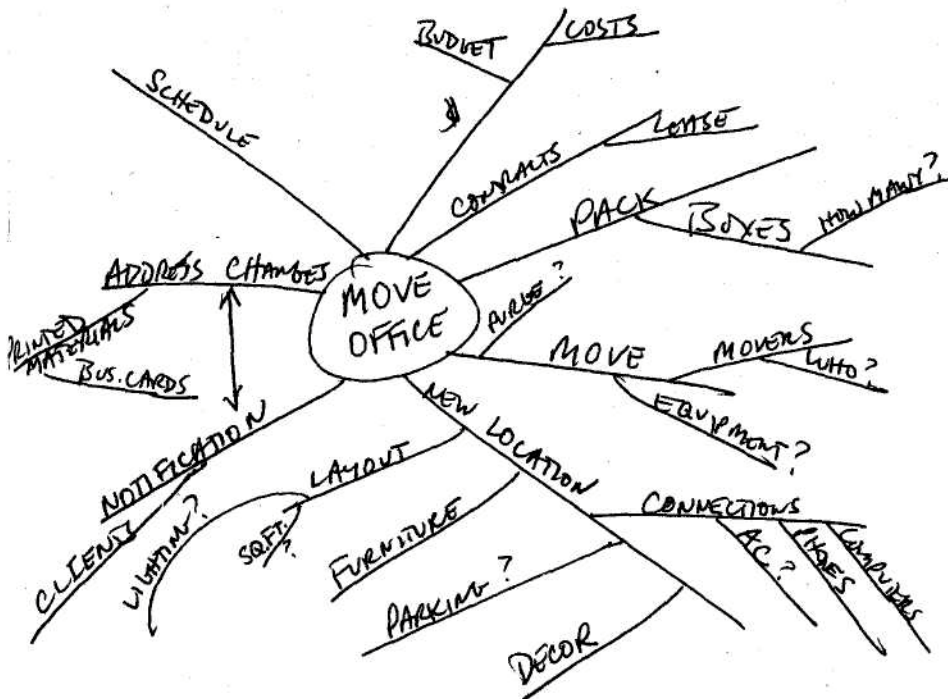 MOVE
OFFICE
SCHEDULE
BUDGET
COSTS
$
CONTRACTS
LEASE
PACK
BOXES
HOW MANY?
PURGE?
MOVE
MOVERS
WHO?
EQUIPMENT?
NEW LOCATION
CONNECTIONS
AC?
PHONES
COMPUTERS
LAYOUT
SQ.FT.
?
LIGHTING?
FURNITURE
PARKING?
DECOR
NOTIFICATION
CLIENTS
ADDRESS CHANGES
PRINTED
MATERIALS
BUS. CARDS